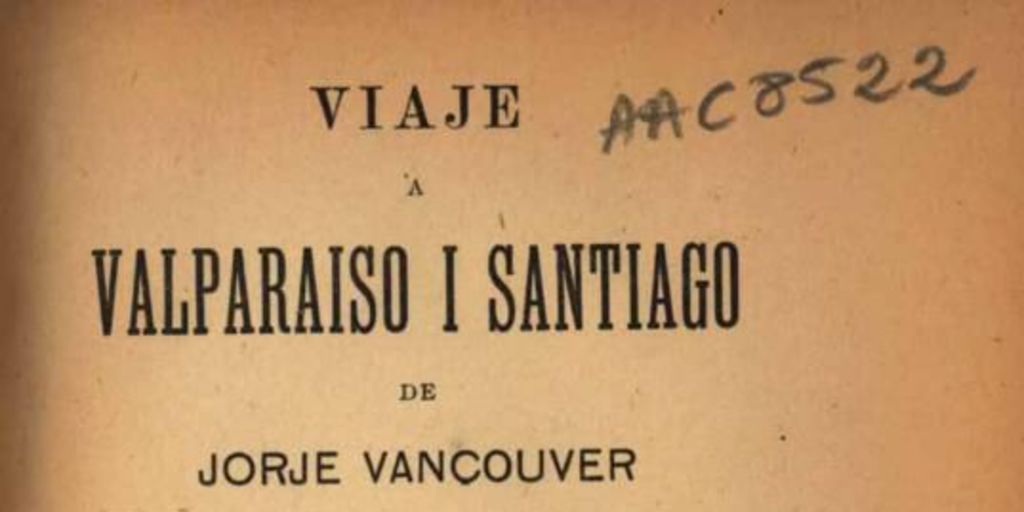 VIAJE
AAC8522
A
VALPARAISO I SANTIAGO
DE
JORJE VANCOUVER